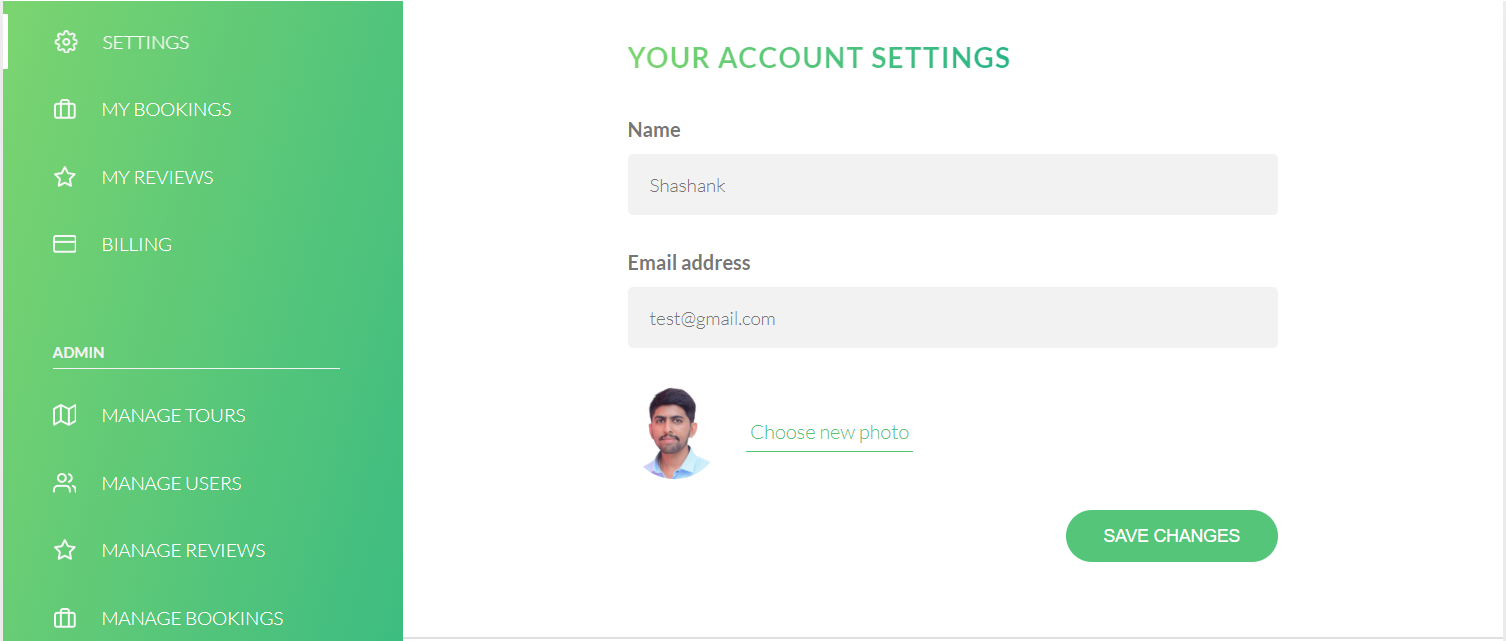 SETTINGS
MY BOOKINGS
MY REVIEWS
BILLING
ADMIN
MANAGE TOURS
MANAGE USERS
MANAGE REVIEWS
MANAGE BOOKINGS
YOUR ACCOUNT SETTINGS
Name
Shashank
Email address
test@gmail.com
Choose new photo
SAVE CHANGES